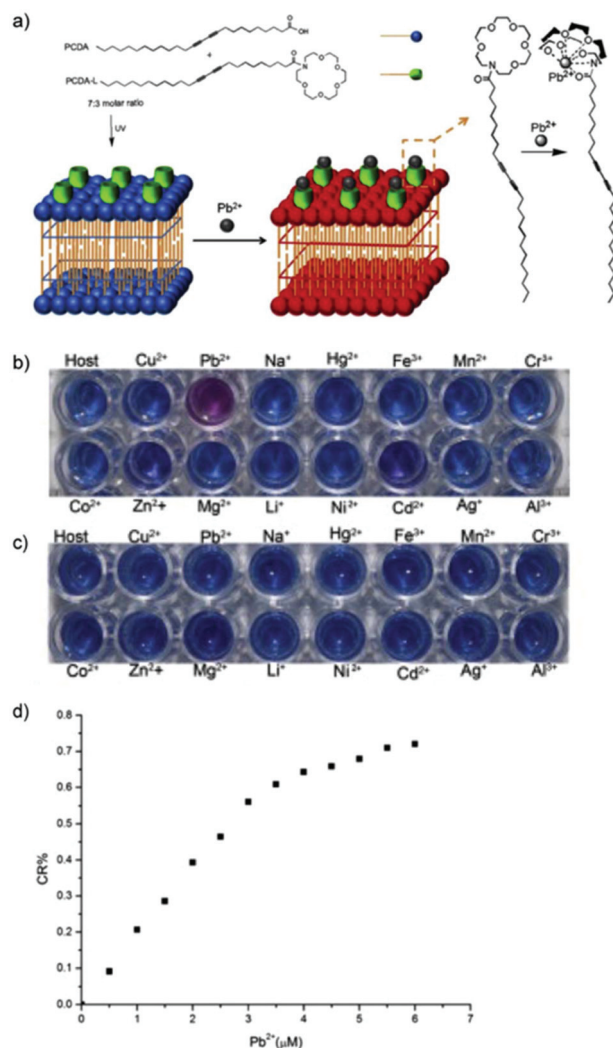 a)
PCDA
OH
O
+
PCDA-L
7:3 molar ratio
UV
Pb²⁺
Pb²⁺
Pb²⁺
b)
Host Cu²⁺ Pb²⁺ Na⁺ Hg²⁺ Fe³⁺ Mn²⁺ Cr³⁺
Co²⁺ Zn²⁺ Mg²⁺ Li⁺ Ni²⁺ Cd²⁺ Ag⁺ Al³⁺
c)
Host Cu²⁺ Pb²⁺ Na⁺ Hg²⁺ Fe³⁺ Mn²⁺ Cr³⁺
Co²⁺ Zn²⁺ Mg²⁺ Li⁺ Ni²⁺ Cd²⁺ Ag⁺ Al³⁺
d)
0.8
0.7
0.6
0.5
0.4
0.3
0.2
0.1
0.0
CR%
0 1 2 3 4 5 6 7
Pb²⁺(μM)